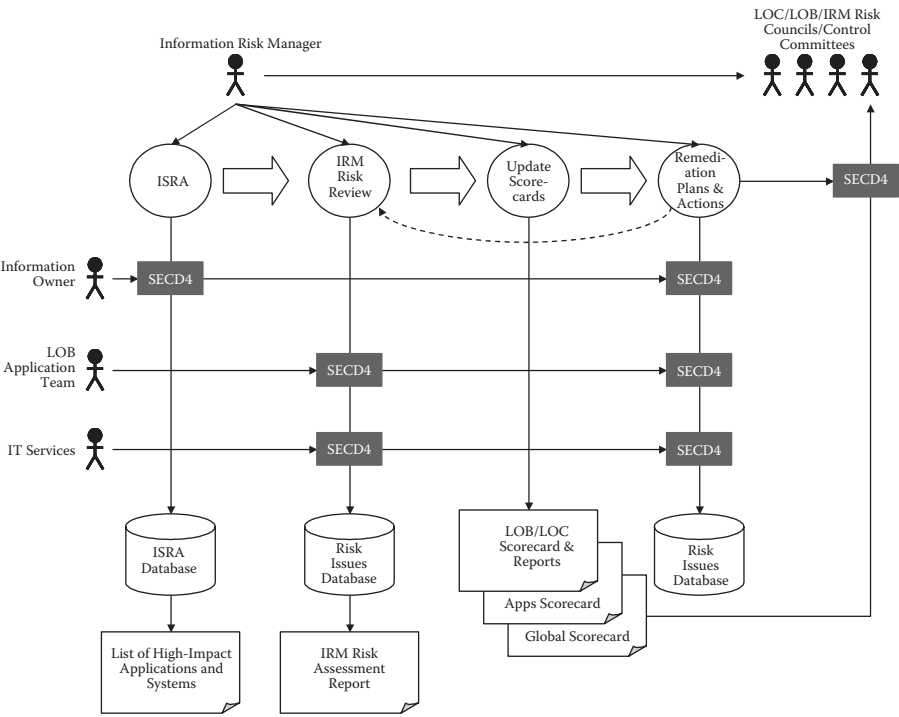 LOC/LOB/IRM Risk
Councils/Control
Committees
Information Risk Manager
ISRA
IRM
Risk
Review
Update
Score-
cards
Remedi-
ation
Plans &
Actions
SECD4
Information
Owner
SECD4
SECD4
LOB
Application
Team
SECD4
SECD4
IT Services
SECD4
SECD4
ISRA
Database
Risk
Issues
Database
LOB/LOC
Scorecard &
Reports
Apps Scorecard
Global Scorecard
Risk
Issues
Database
List of High-Impact
Applications and
Systems
IRM Risk
Assessment
Report